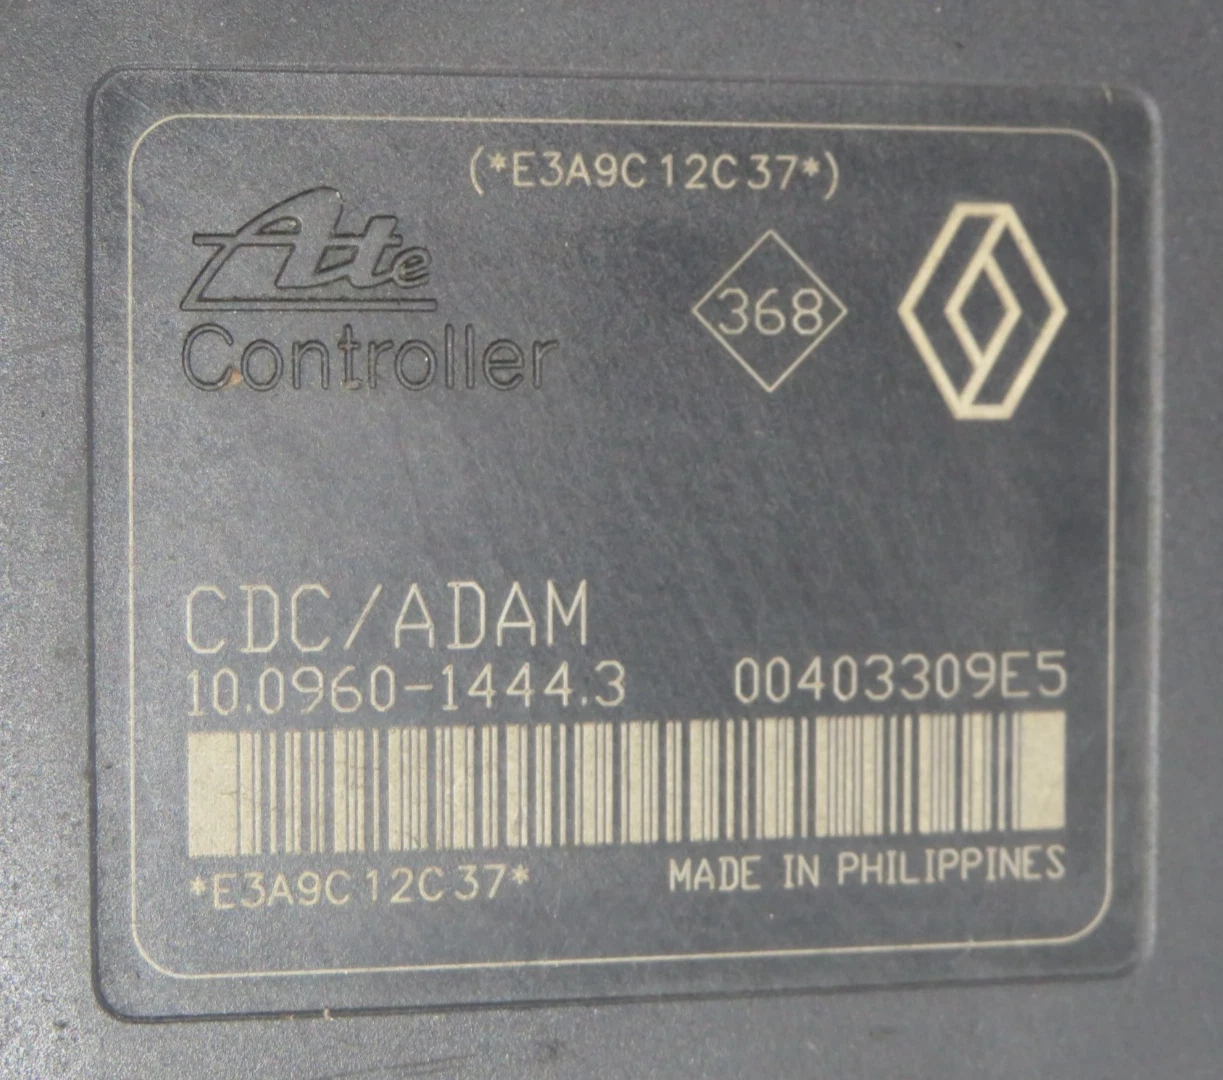 (*E3A9C12C37*)
Ate
Controller
368
CDC/ADAM
10.0960-1444.3 00403309E5
*E3A9C12C37*
MADE IN PHILIPPINES